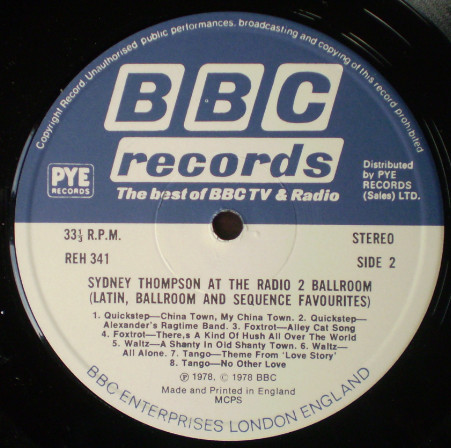 Copyright Record. Unauthorised public performances, broadcasting and copying of this record prohibited
BBC
records
The best of BBC TV & Radio
PYE
RECORDS
Distributed
by PYE
RECORDS
(Sales) LTD.
33⅓ R.P.M.
STEREO
REH 341
SIDE 2
SYDNEY THOMPSON AT THE RADIO 2 BALLROOM
(LATIN, BALLROOM AND SEQUENCE FAVOURITES)
1. Quickstep—China Town, My China Town. 2. Quickstep—
Alexander's Ragtime Band. 3. Foxtrot—Alley Cat Song
4. Foxtrot—There,s A Kind Of Hush All Over The World
5. Waltz—A Shanty In Old Shanty Town. 6. Waltz—
All Alone. 7. Tango—Theme From 'Love Story'
8. Tango—No Other Love
Ⓟ 1978, © 1978 BBC
Made and Printed in England
MCPS
BBC ENTERPRISES LONDON ENGLAND